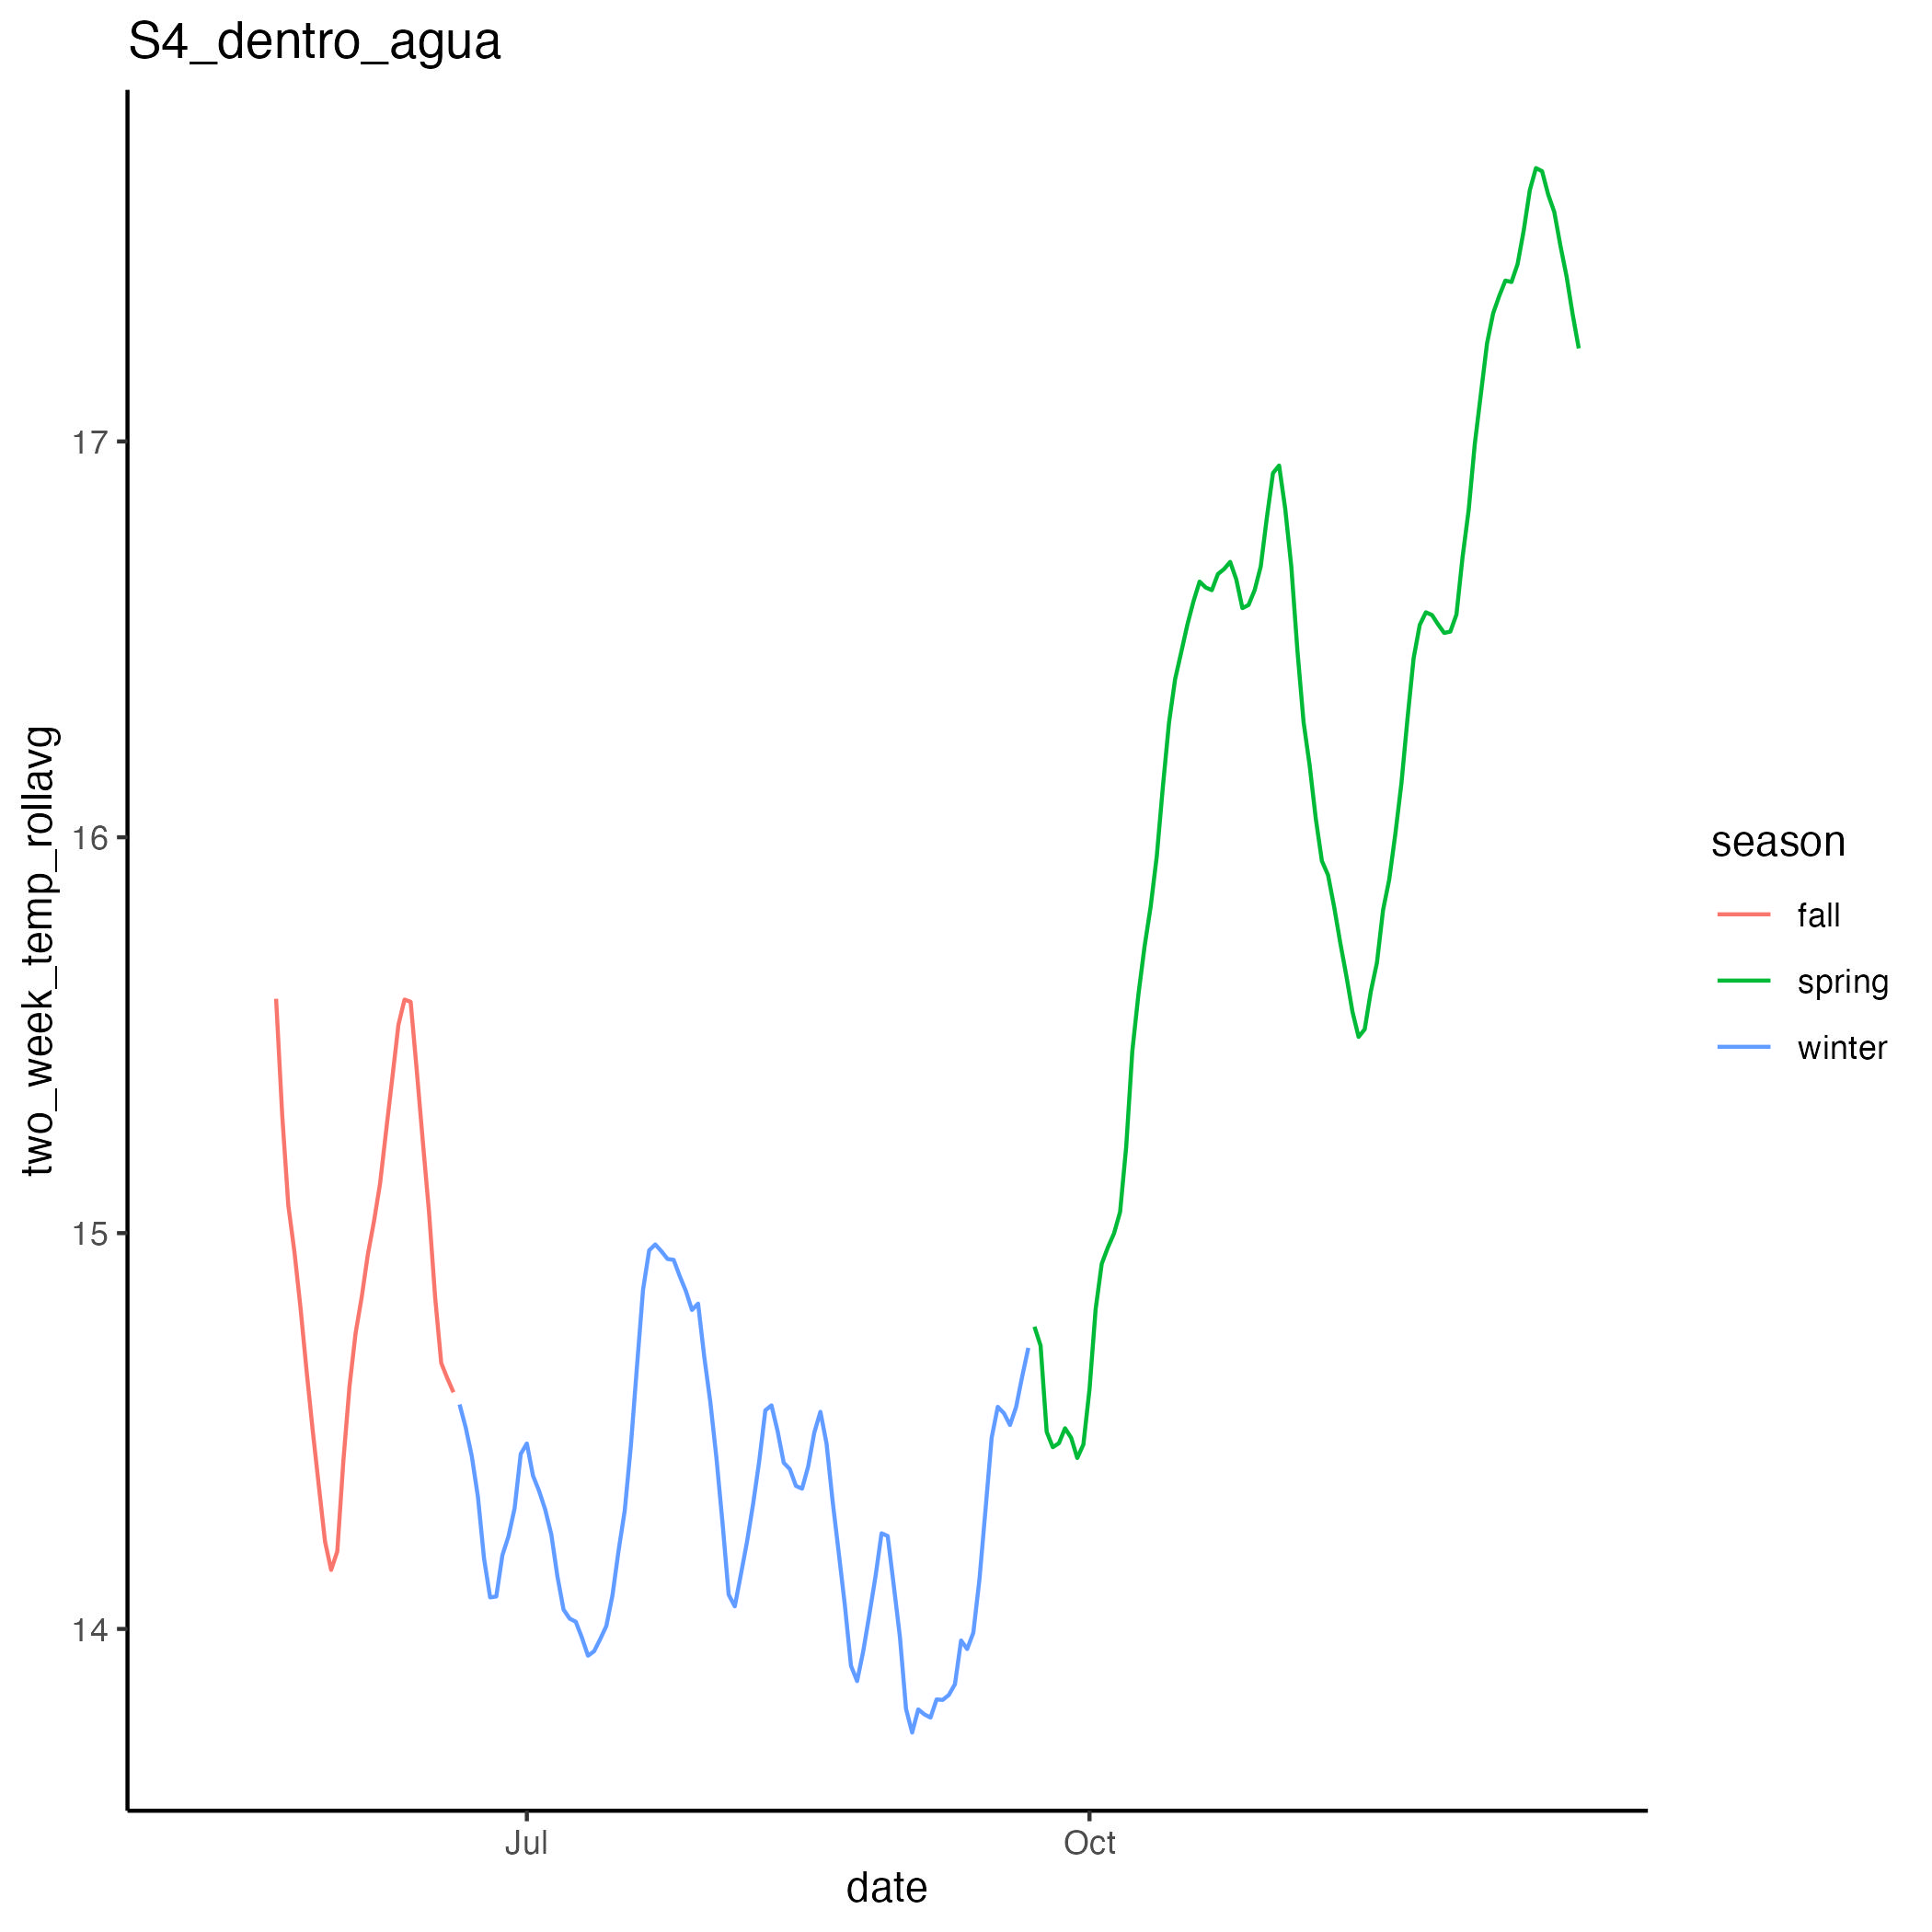 S4_dentro_agua
two_week_temp_rollavg
17
16
15
14
Jul
Oct
date
season
fall
spring
winter